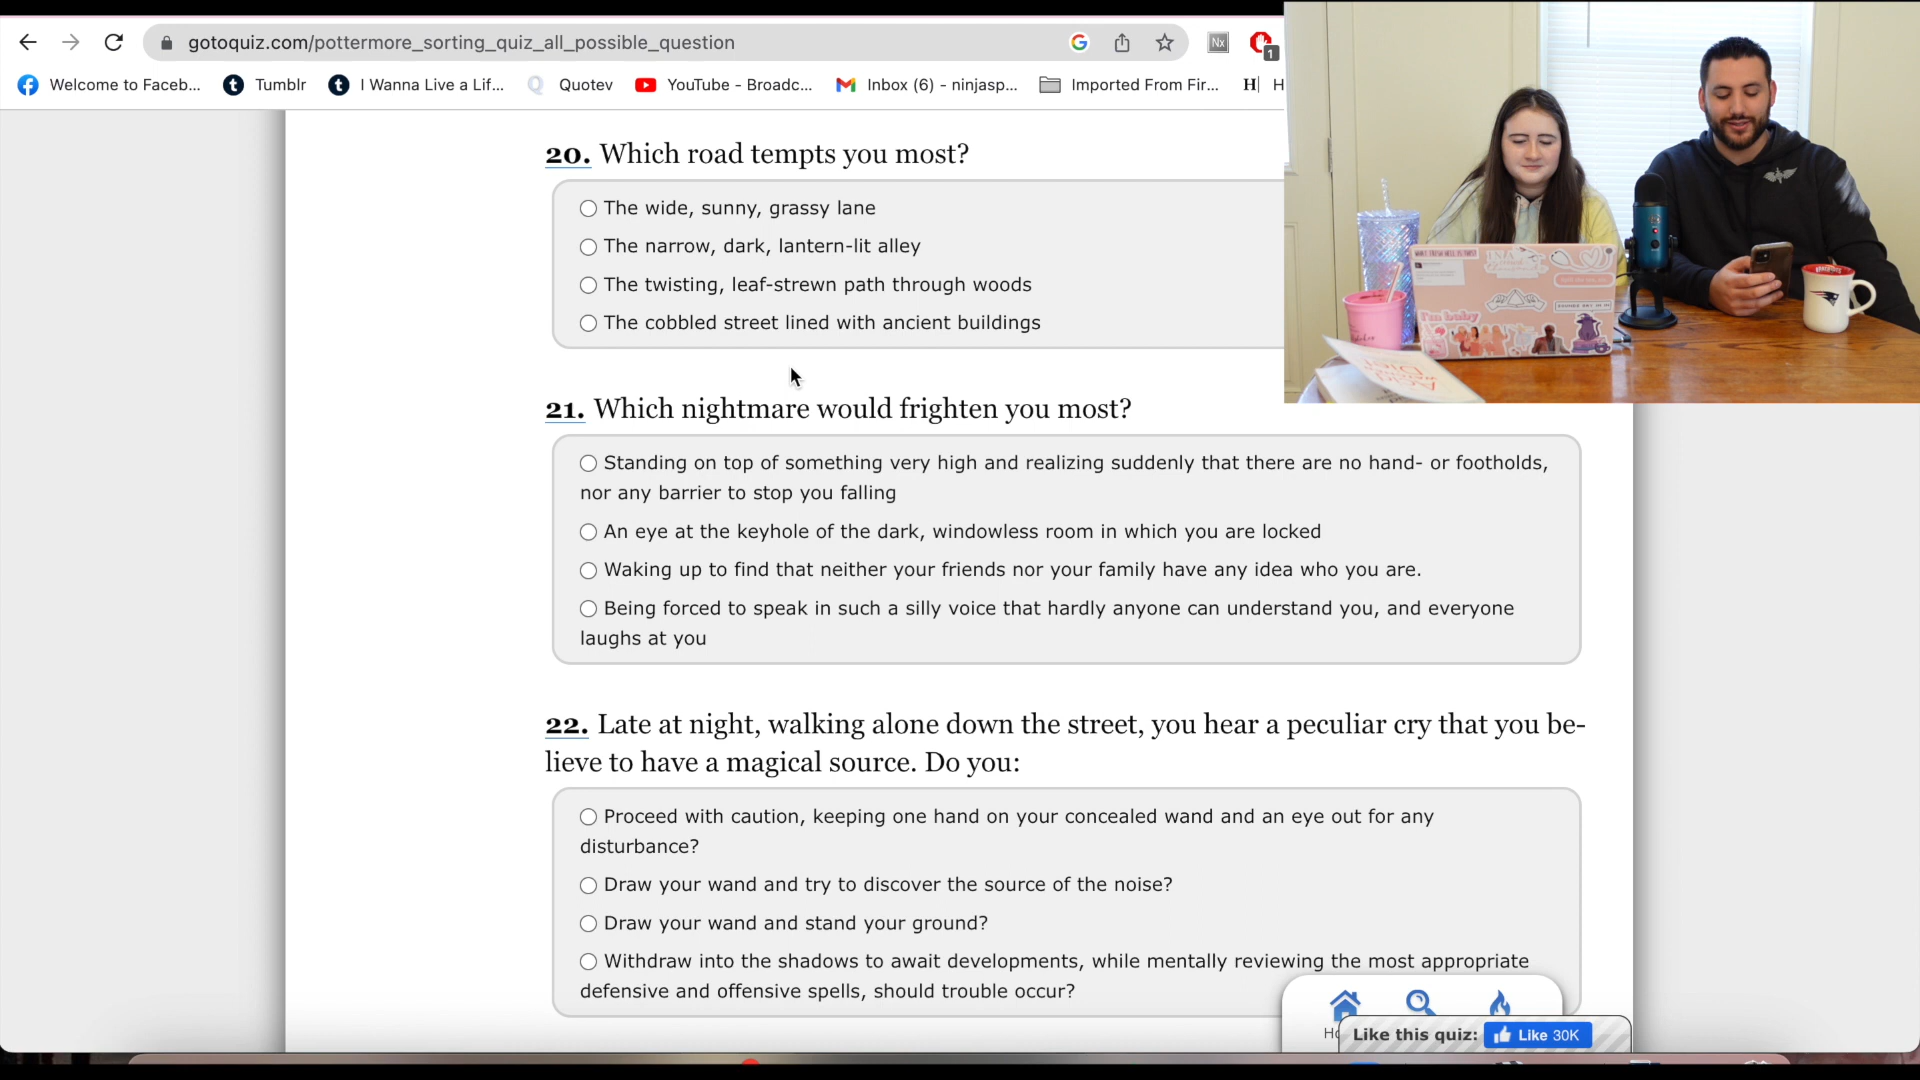 gotoquiz.com/pottermore_sorting_quiz_all_possible_question
1
Welcome to Faceb... Tumblr I Wanna Live a Lif... Quotev YouTube - Broadc... Inbox (6) - ninjasp... Imported From Fir... H
20. Which road tempts you most?
The wide, sunny, grassy lane
The narrow, dark, lantern-lit alley
The twisting, leaf-strewn path through woods
The cobbled street lined with ancient buildings
21. Which nightmare would frighten you most?
Standing on top of something very high and realizing suddenly that there are no hand- or footholds,
nor any barrier to stop you falling
An eye at the keyhole of the dark, windowless room in which you are locked
Waking up to find that neither your friends nor your family have any idea who you are.
Being forced to speak in such a silly voice that hardly anyone can understand you, and everyone
laughs at you
22. Late at night, walking alone down the street, you hear a peculiar cry that you be-
lieve to have a magical source. Do you:
Proceed with caution, keeping one hand on your concealed wand and an eye out for any
disturbance?
Draw your wand and try to discover the source of the noise?
Draw your wand and stand your ground?
Withdraw into the shadows to await developments, while mentally reviewing the most appropriate
defensive and offensive spells, should trouble occur?
Like this quiz: Like 30K
I'm baby